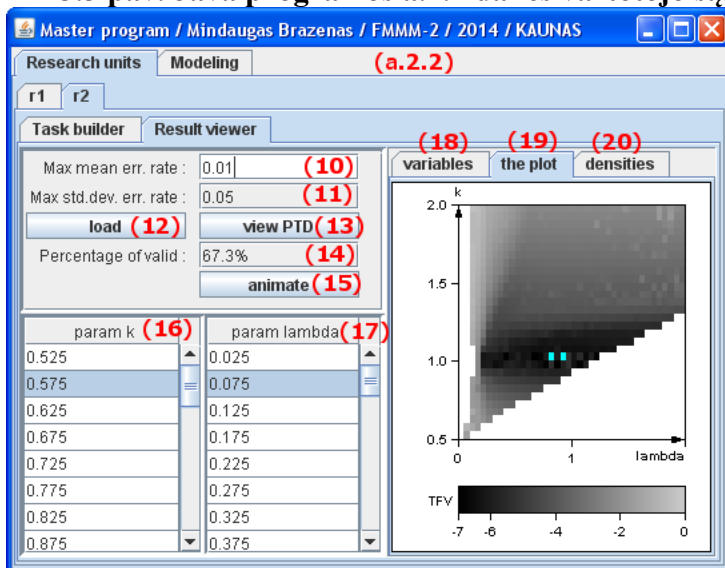 pav. Java programos dalies vartotojo
Master program / Mindaugas Brazenas / FMMM-2 / 2014 / KAUNAS
Research units Modeling (a.2.2)
r1 r2
Task builder Result viewer
Max mean err. rate : 0.01 (10)
Max std.dev. err. rate : 0.05 (11)
load (12) view PTD (13)
Percentage of valid : 67.3% (14)
animate (15)
param k (16)
0.525
0.575
0.625
0.675
0.725
0.775
0.825
0.875
param lambda (17)
0.025
0.075
0.125
0.175
0.225
0.275
0.325
0.375
(18) (19) (20)
variables the plot densities
k
2.0
1.5
1.0
0.5
0 1 lambda
TFV
-7 -6 -4 -2 0